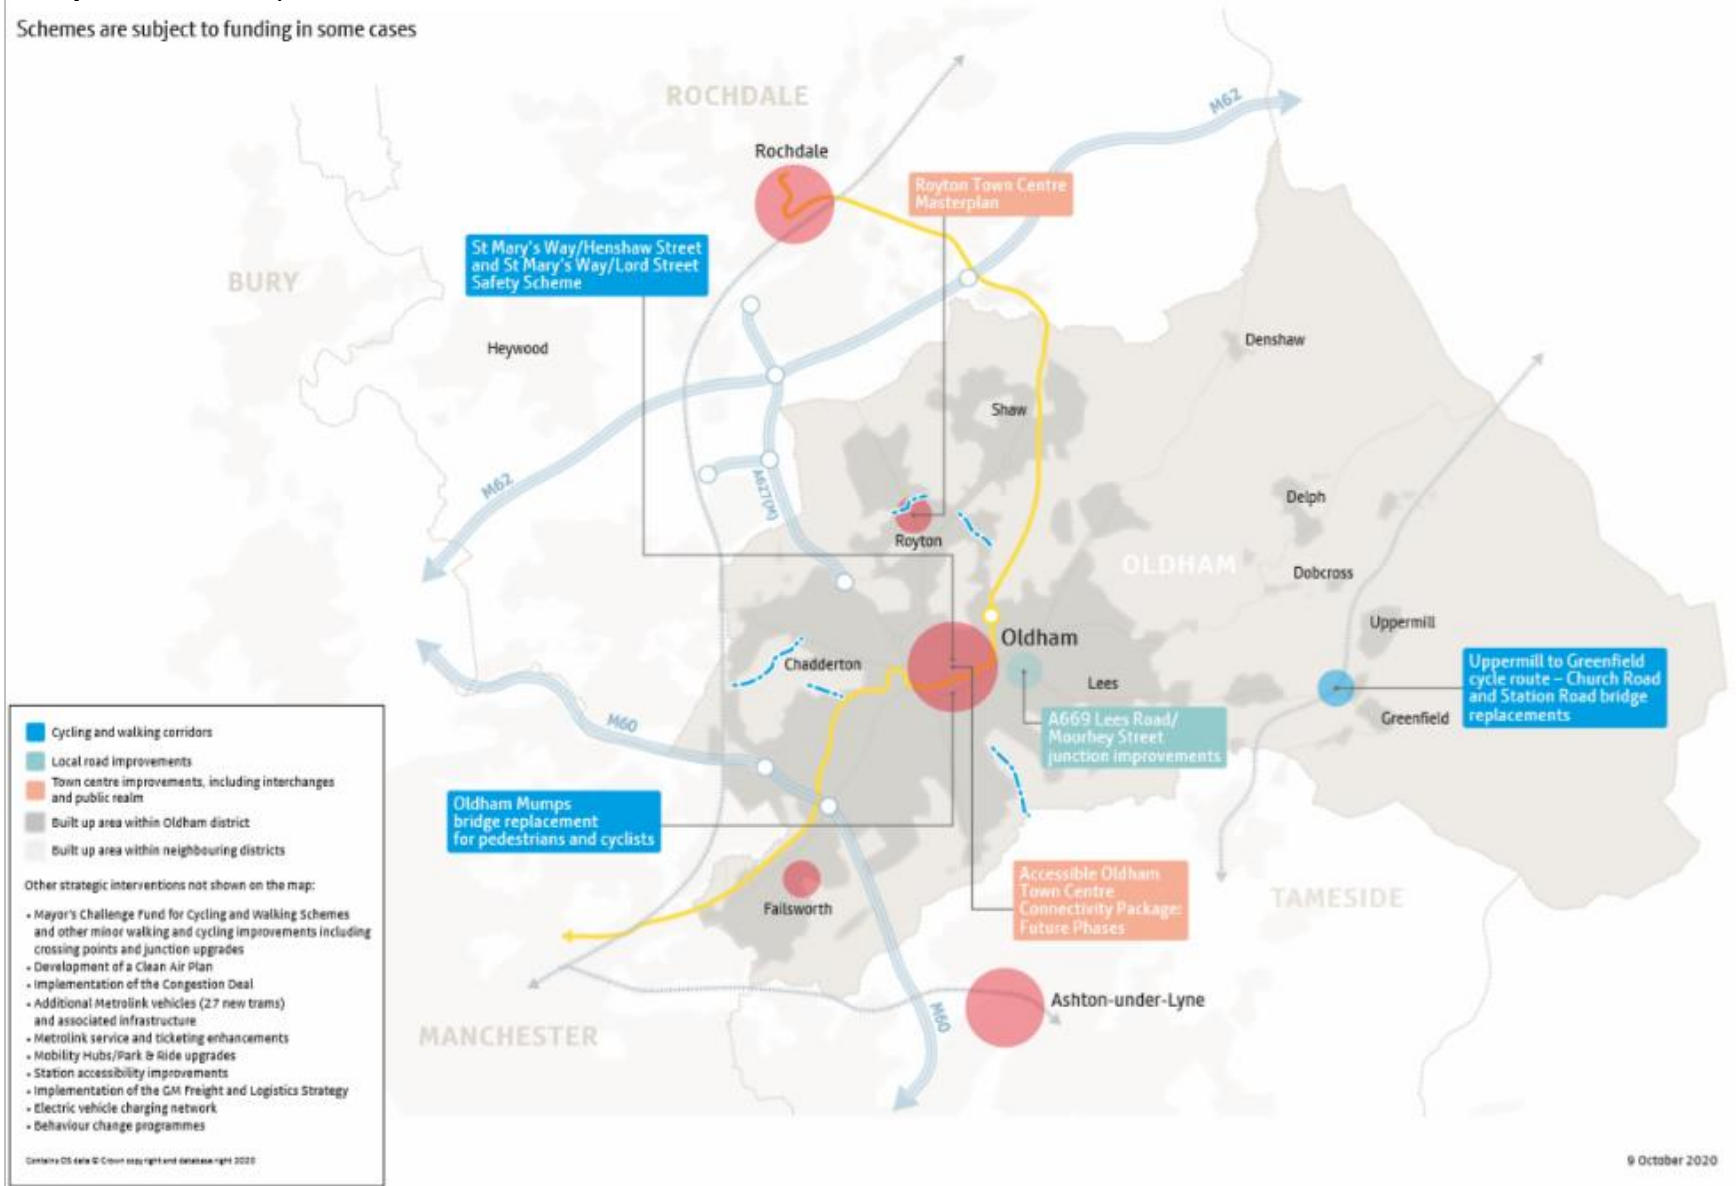 Schemes are subject to funding in some cases
ROCHDALE
M62
Rochdale
Royton Town Centre
Masterplan
St Mary's Way/Henshaw Street
and St Mary's Way/Lord Street
Safety Scheme
BURY
Heywood
Denshaw
Shaw
M62
A627(M)
Delph
Royton
OLDHAM
Dobcross
Uppermill
Oldham
Chadderton
Lees
Uppermill to Greenfield
cycle route – Church Road
and Station Road bridge
replacements
Greenfield
M60
A669 Lees Road/
Moorhey Street
junction improvements
Oldham Mumps
bridge replacement
for pedestrians and cyclists
Accessible Oldham
Town Centre
Connectivity Package:
Future Phases
TAMESIDE
Failsworth
Ashton-under-Lyne
M60
MANCHESTER
Cycling and walking corridors
Local road improvements
Town centre improvements, including interchanges
and public realm
Built up area within Oldham district
Built up area within neighbouring districts
Other strategic interventions not shown on the map:
• Mayor's Challenge Fund for Cycling and Walking Schemes
and other minor walking and cycling improvements including
crossing points and junction upgrades
• Development of a Clean Air Plan
• Implementation of the Congestion Deal
• Additional Metrolink vehicles (27 new trams)
and associated infrastructure
• Metrolink service and ticketing enhancements
• Mobility Hubs/Park & Ride upgrades
• Station accessibility improvements
• Implementation of the GM Freight and Logistics Strategy
• Electric vehicle charging network
• Behaviour change programmes
Contains OS data © Crown copyright and database right 2020
9 October 2020